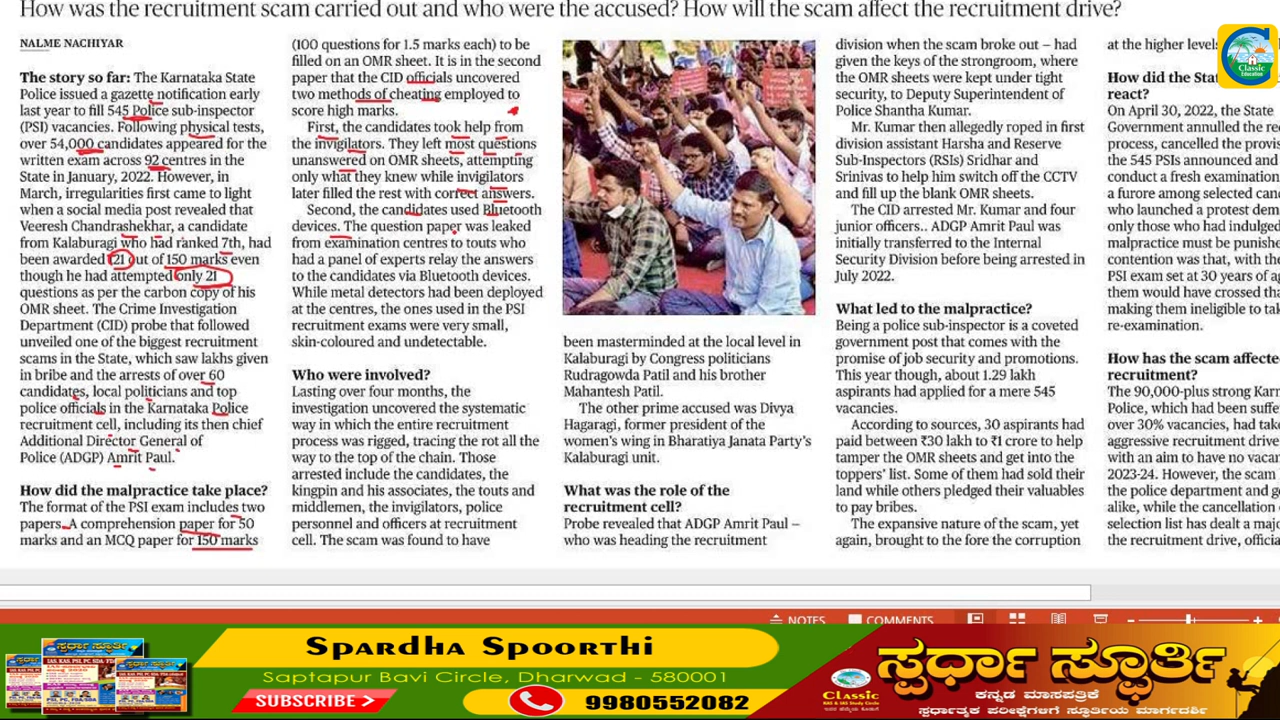 How was the recruitment scam carried out and who were the accused? How will the scam affect the recruitment drive?
NALME NACHIYAR
The story so far: The Karnataka State
Police issued a gazette notification early
last year to fill 545 Police sub-inspector
(PSI) vacancies. Following physical tests,
over 54,000 candidates appeared for the
written exam across 92 centres in the
State in January, 2022. However, in
March, irregularities first came to light
when a social media post revealed that
Veeresh Chandrashekhar, a candidate
from Kalaburagi who had ranked 7th, had
been awarded 121 out of 150 marks even
though he had attempted only 21
questions as per the carbon copy of his
OMR sheet. The Crime Investigation
Department (CID) probe that followed
unveiled one of the biggest recruitment
scams in the State, which saw lakhs given
in bribe and the arrests of over 60
candidates, local politicians and top
police officials in the Karnataka Police
recruitment cell, including its then chief
Additional Director General of
Police (ADGP) Amrit Paul.
How did the malpractice take place?
The format of the PSI exam includes two
papers. A comprehension paper for 50
marks and an MCQ paper for 150 marks
(100 questions for 1.5 marks each) to be
filled on an OMR sheet. It is in the second
paper that the CID officials uncovered
two methods of cheating employed to
score high marks.
First, the candidates took help from
the invigilators. They left most questions
unanswered on OMR sheets, attempting
only what they knew while invigilators
later filled the rest with correct answers.
Second, the candidates used Bluetooth
devices. The question paper was leaked
from examination centres to touts who
had a panel of experts relay the answers
to the candidates via Bluetooth devices.
While metal detectors had been deployed
at the centres, the ones used in the PSI
recruitment exams were very small,
skin-coloured and undetectable.
Who were involved?
Lasting over four months, the
investigation uncovered the systematic
way in which the entire recruitment
process was rigged, tracing the rot all the
way to the top of the chain. Those
arrested include the candidates, the
kingpin and his associates, the touts and
middlemen, the invigilators, police
personnel and officers at recruitment
cell. The scam was found to have
been masterminded at the local level in
Kalaburagi by Congress politicians
Rudragowda Patil and his brother
Mahantesh Patil.
The other prime accused was Divya
Hagaragi, former president of the
women's wing in Bharatiya Janata Party's
Kalaburagi unit.
What was the role of the
recruitment cell?
Probe revealed that ADGP Amrit Paul –
who was heading the recruitment
division when the scam broke out – had
given the keys of the strongroom, where
the OMR sheets were kept under tight
security, to Deputy Superintendent of
Police Shantha Kumar.
Mr. Kumar then allegedly roped in first
division assistant Harsha and Reserve
Sub-Inspectors (RSIs) Sridhar and
Srinivas to help him switch off the CCTV
and fill up the blank OMR sheets.
The CID arrested Mr. Kumar and four
junior officers.. ADGP Amrit Paul was
initially transferred to the Internal
Security Division before being arrested in
July 2022.
What led to the malpractice?
Being a police sub-inspector is a coveted
government post that comes with the
promise of job security and promotions.
This year though, about 1.29 lakh
aspirants had applied for a mere 545
vacancies.
According to sources, 30 aspirants had
paid between ₹30 lakh to ₹1 crore to help
tamper the OMR sheets and get into the
toppers' list. Some of them had sold their
land while others pledged their valuables
to pay bribes.
The expansive nature of the scam, yet
again, brought to the fore the corruption
at the higher levels
How did the Stat
react?
On April 30, 2022, the State
Government annulled the re
process, cancelled the provis
the 545 PSIs announced and
conduct a fresh examination
a furore among selected can
who launched a protest dem
only those who had indulged
malpractice must be punishe
contention was that, with the
PSI exam set at 30 years of a
them would have crossed tha
making them ineligible to tak
re-examination.
How has the scam affecte
recruitment?
The 90,000-plus strong Karn
Police, which had been suffe
over 30% vacancies, had take
aggressive recruitment drive
with an aim to have no vacan
2023-24. However, the scam
the police department and g
alike, while the cancellation
selection list has dealt a majo
the recruitment drive, officia
Classic
Education
NOTES COMMENTS
Spardha Spoorthi
Saptapur Bavi Circle, Dharwad - 580001
SUBSCRIBE >
9980552082
Classic
KAS & IAS Study Circle
ಸ್ಪರ್ಧಾ ಸ್ಫೂರ್ತಿ
ಕನ್ನಡ ಮಾಸಪತ್ರಿಕೆ
ಸ್ಪರ್ಧಾತ್ಮಕ ಪರೀಕ್ಷೆಗಳಿಗೆ ಸ್ಫೂರ್ತಿಯ ಮಾರ್ಗದರ್ಶಿ